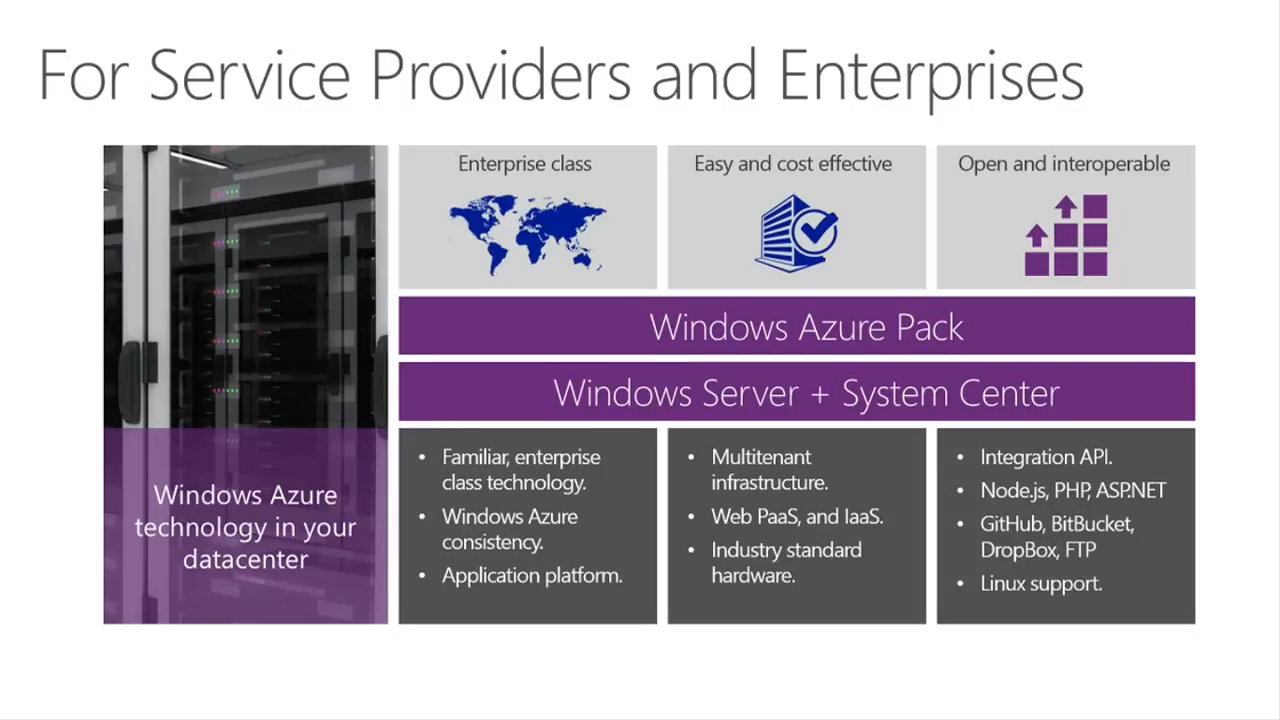 For Service Providers and Enterprises
Enterprise class
Easy and cost effective
Open and interoperable
Windows Azure Pack
Windows Server + System Center
Windows Azure
technology in your
datacenter
• Familiar, enterprise
class technology.
• Windows Azure
consistency.
• Application platform.
• Multitenant
infrastructure.
• Web PaaS, and IaaS.
• Industry standard
hardware.
• Integration API.
• Node.js, PHP, ASP.NET
• GitHub, BitBucket,
DropBox, FTP
• Linux support.